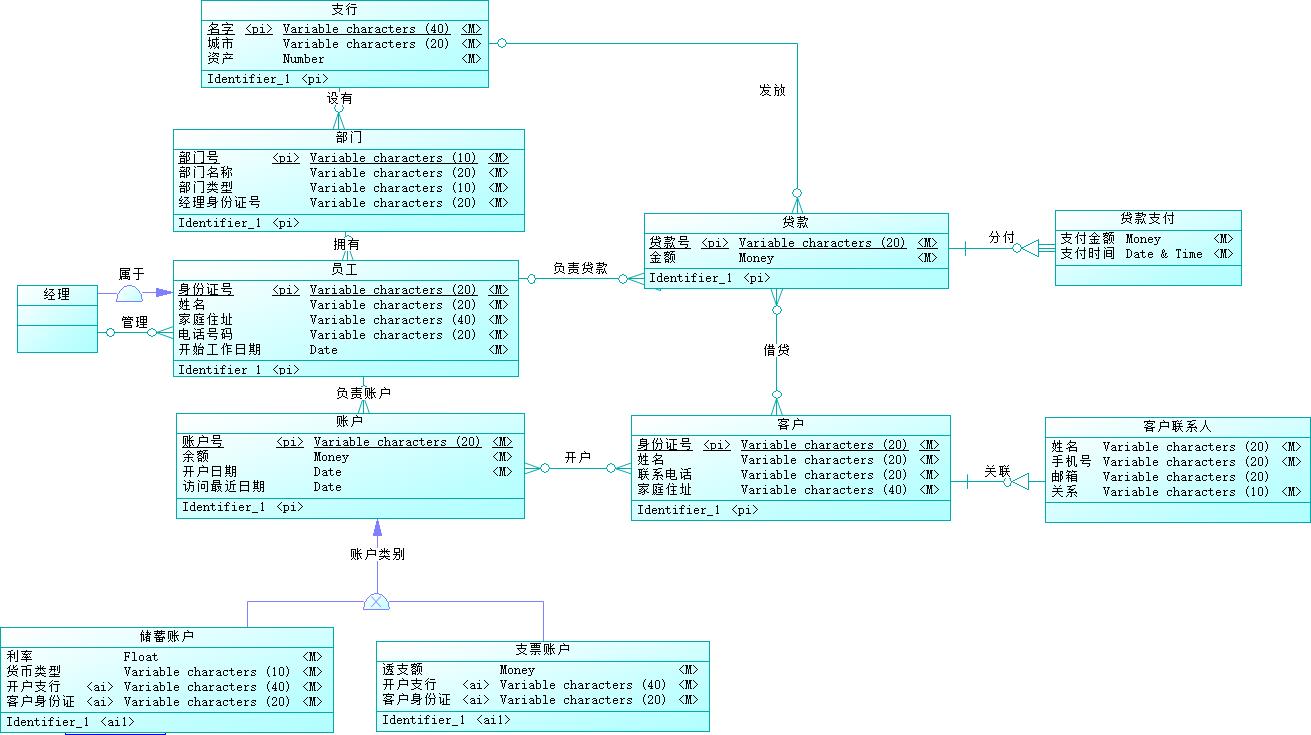 支行
名字 <pi> Variable characters (40) <M>
城市 Variable characters (20) <M>
资产 Number <M>
Identifier_1 <pi>
设有
发放
部门
部门号 <pi> Variable characters (10) <M>
部门名称 Variable characters (20) <M>
部门类型 Variable characters (10) <M>
经理身份证号 Variable characters (20) <M>
Identifier_1 <pi>
拥有
贷款
贷款号 <pi> Variable characters (20) <M>
金额 Money <M>
Identifier_1 <pi>
分付
贷款支付
支付金额 Money <M>
支付时间 Date & Time <M>
负责贷款
经理
属于
管理
员工
身份证号 <pi> Variable characters (20) <M>
姓名 Variable characters (20) <M>
家庭住址 Variable characters (40) <M>
电话号码 Variable characters (20) <M>
开始工作日期 Date <M>
Identifier_1 <pi>
负责账户
借贷
账户
账户号 <pi> Variable characters (20) <M>
余额 Money <M>
开户日期 Date <M>
访问最近日期 Date
Identifier_1 <pi>
开户
客户
身份证号 <pi> Variable characters (20) <M>
姓名 Variable characters (20) <M>
联系电话 Variable characters (20) <M>
家庭住址 Variable characters (40) <M>
Identifier_1 <pi>
关联
客户联系人
姓名 Variable characters (20) <M>
手机号 Variable characters (20) <M>
邮箱 Variable characters (20)
关系 Variable characters (10) <M>
账户类别
储蓄账户
利率 Float <M>
货币类型 Variable characters (10) <M>
开户支行 <ai> Variable characters (40) <M>
客户身份证 <ai> Variable characters (20) <M>
Identifier_1 <ai1>
支票账户
透支额 Money <M>
开户支行 <ai> Variable characters (40) <M>
客户身份证 <ai> Variable characters (20) <M>
Identifier_1 <ai1>